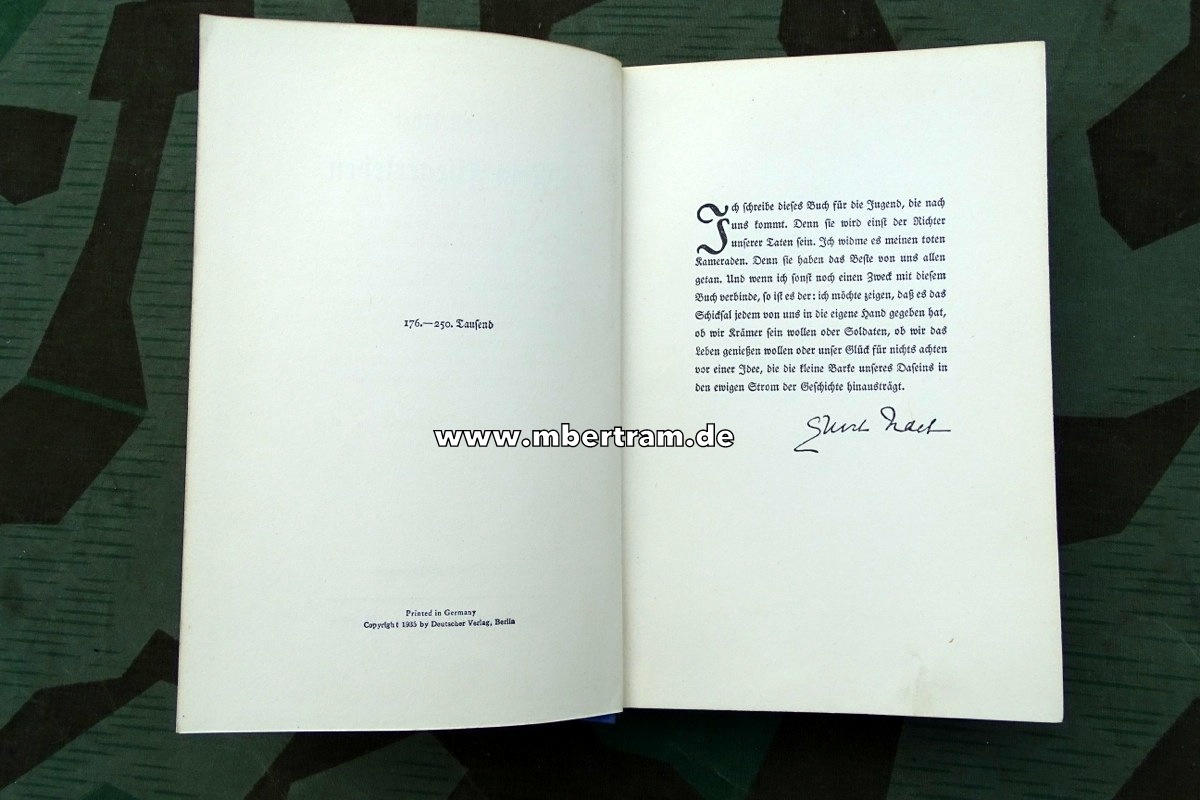 176.—250. Tausend
Printed in Germany
Copyright 1935 by Deutscher Verlag, Berlin
Ich schreibe dieses Buch für die Jugend, die nach
uns kommt. Denn sie wird einst der Richter
unserer Taten sein. Ich widme es meinen toten
Kameraden. Denn sie haben das Beste von uns allen
getan. Und wenn ich sonst noch einen Zweck mit diesem
Buch verbinde, so ist es der: ich möchte zeigen, daß es das
Schicksal jedem von uns in die eigene Hand gegeben hat,
ob wir Krämer sein wollen oder Soldaten, ob wir das
Leben genießen wollen oder unser Glück für nichts achten
vor einer Idee, die die kleine Barke unseres Daseins in
den ewigen Strom der Geschichte hinausträgt.
www.mbertram.de